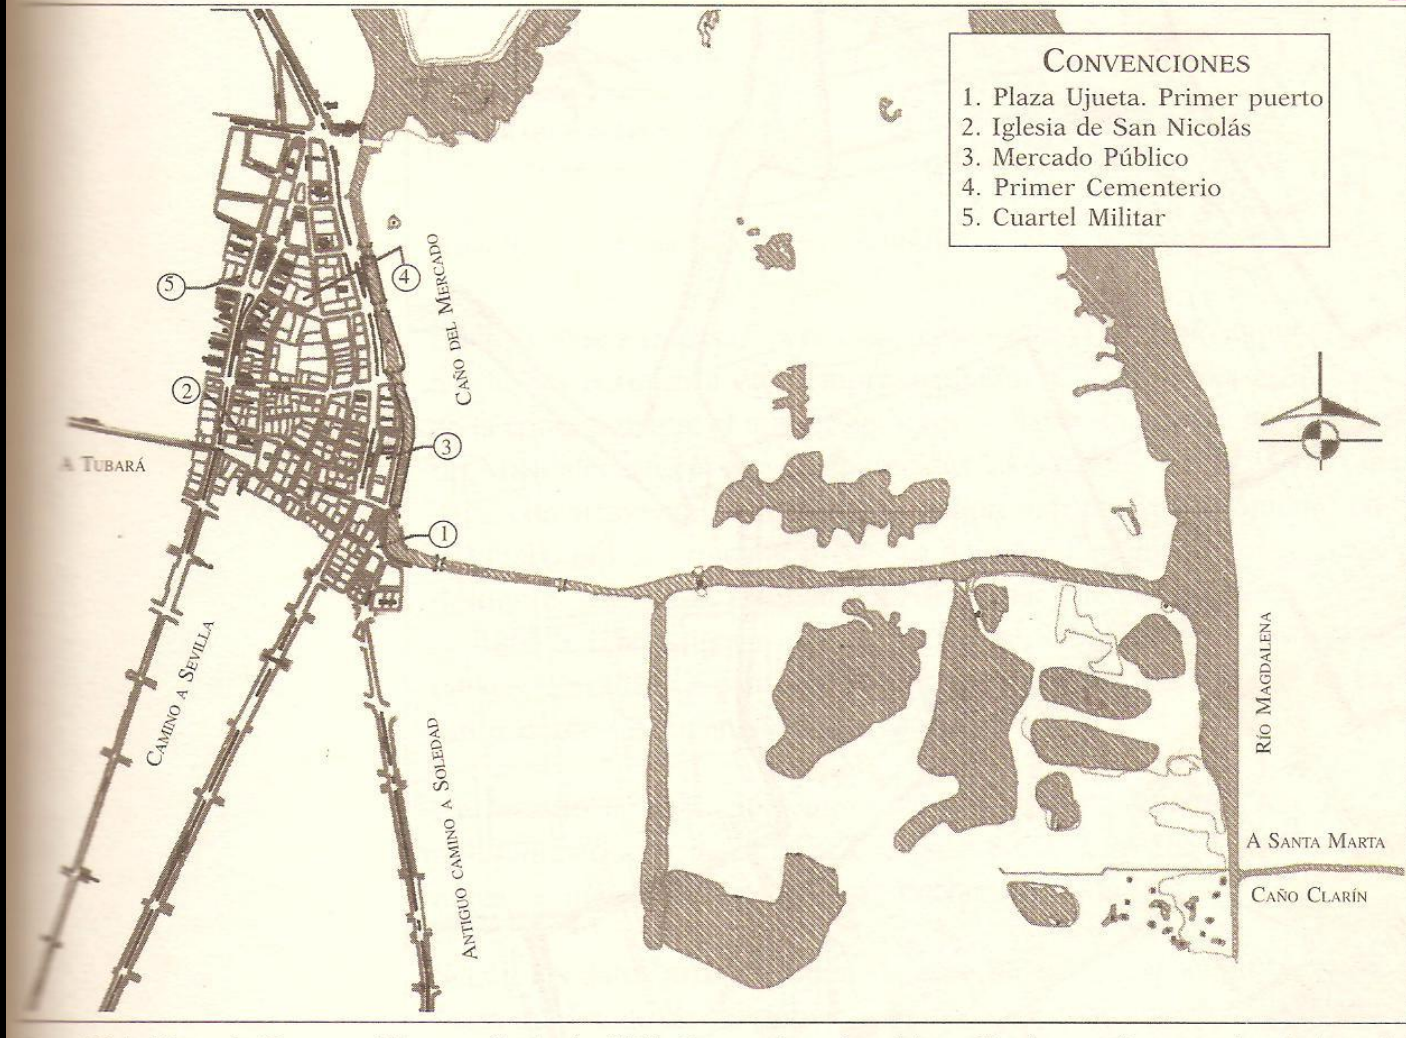 CONVENCIONES
1. Plaza Ujueta. Primer puerto
2. Iglesia de San Nicolás
3. Mercado Público
4. Primer Cementerio
5. Cuartel Militar
5
4
CAÑO DEL MERCADO
2
3
A TUBARÁ
1
CAMINO A SEVILLA
ANTIGUO CAMINO A SOLEDAD
RÍO MAGDALENA
A SANTA MARTA
CAÑO CLARÍN